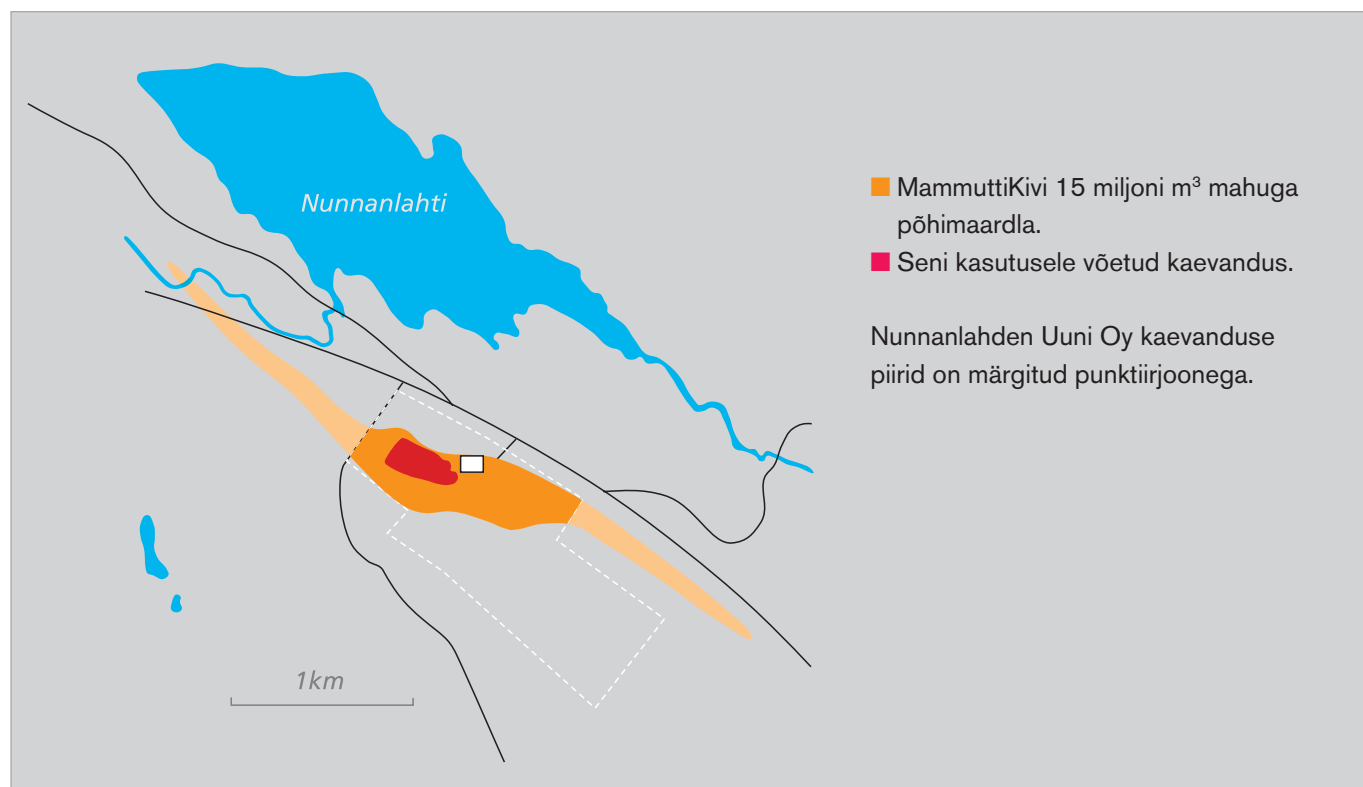 Nunnanlahti
MammuttiKivi 15 miljoni m³ mahuga
põhimaardla.
Seni kasutusele võetud kaevandus.
Nunnanlahden Uuni Oy kaevanduse
piirid on märgitud punktiirjoonega.
1km